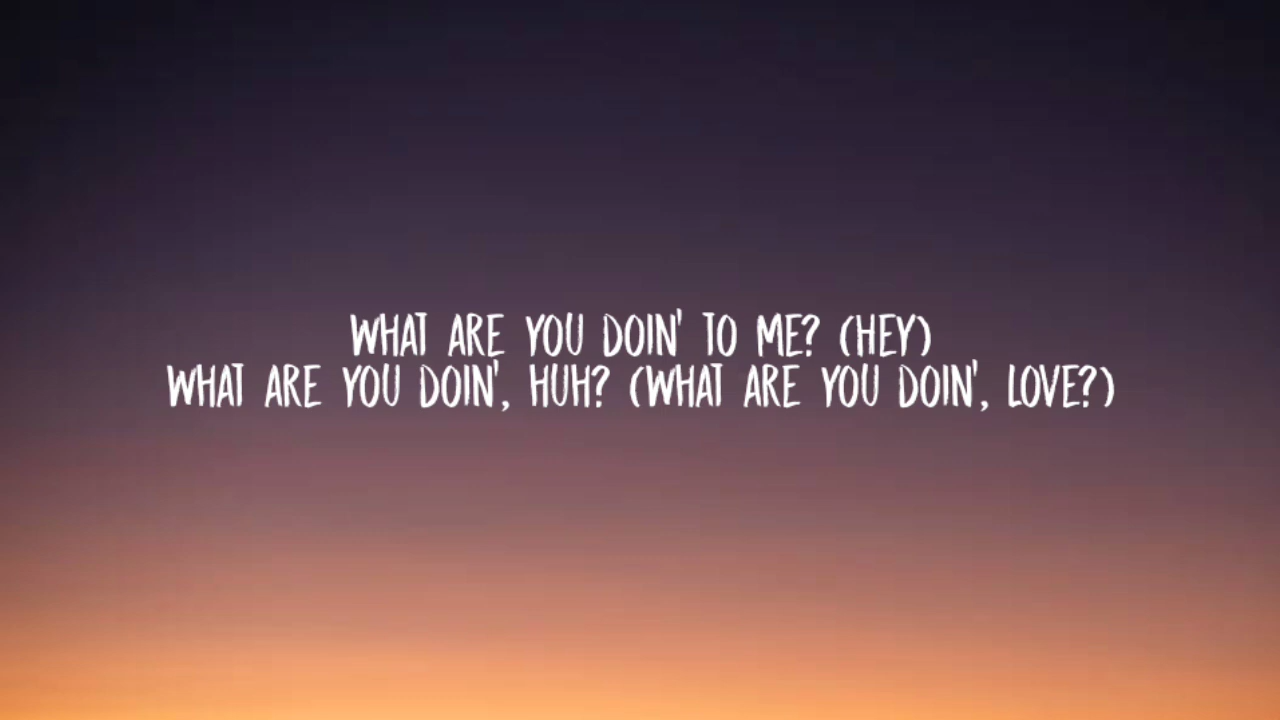 WHAT ARE YOU DOIN' TO ME? (HEY)
WHAT ARE YOU DOIN', HUH? (WHAT ARE YOU DOIN', LOVE?)